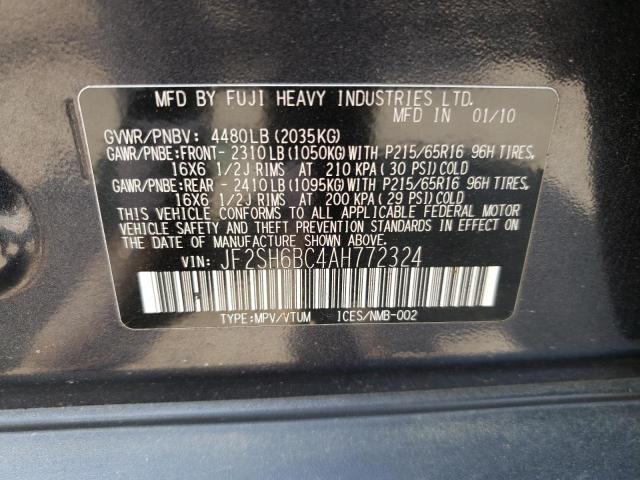 MFD BY FUJI HEAVY INDUSTRIES LTD.
MFD IN 01/10
GVWR/PNBV: 4480LB (2035KG)
GAWR/PNBE:FRONT- 2310LB(1050KG)WITH P215/65R16 96H TIRES,
16X6 1/2J RIMS AT 210 KPA ( 30 PSI)COLD
GAWR/PNBE:REAR - 2410LB(1095KG)WITH P215/65R16 96H TIRES,
16X6 1/2J RIMS AT 200 KPA ( 29 PSI)COLD
THIS VEHICLE CONFORMS TO ALL APPLICABLE FEDERAL MOTOR
VEHICLE SAFETY AND THEFT PREVENTION STANDARDS IN
EFFECT ON THE DATE OF MANUFACTURE SHOWN ABOVE.
VIN: JF2SH6BC4AH772324
TYPE:MPV/VTUM ICES/NMB-002